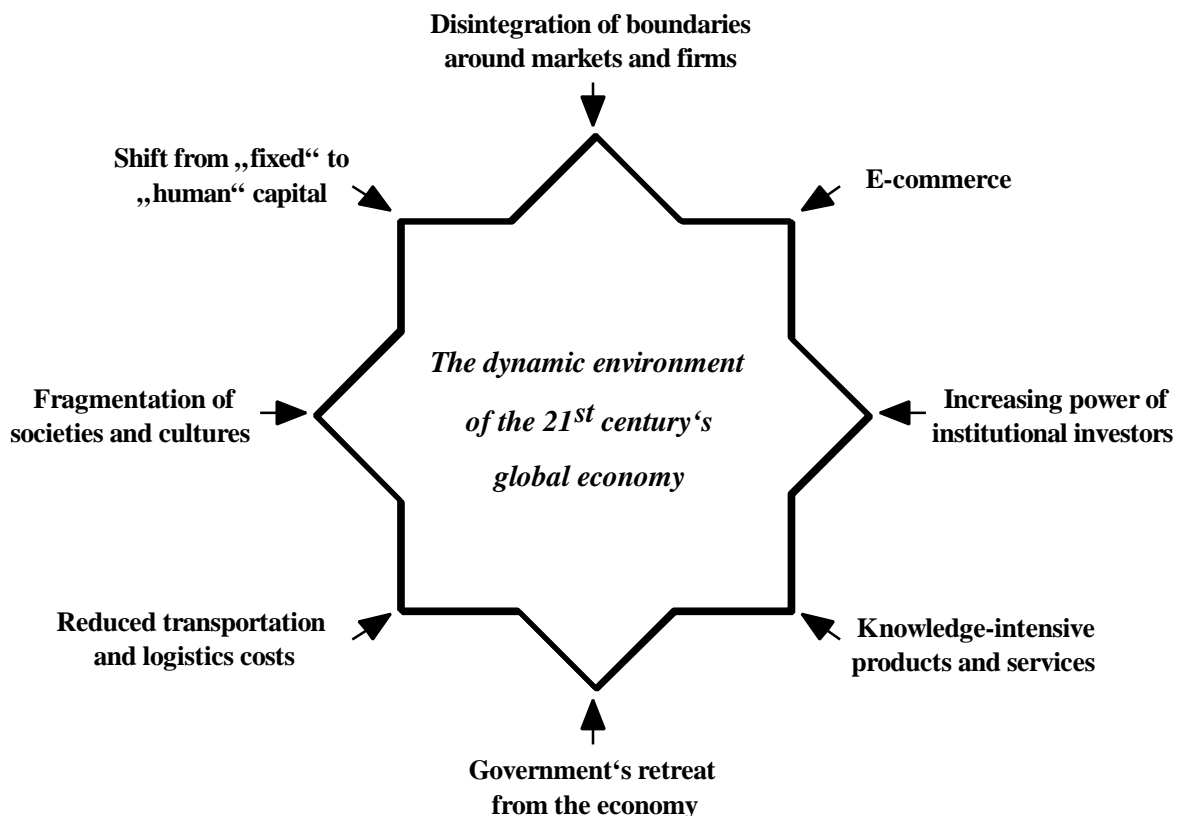 Disintegration of boundaries
around markets and firms
Shift from „fixed“ to
„human“ capital
E-commerce
The dynamic environment
of the 21st century‘s
global economy
Fragmentation of
societies and cultures
Increasing power of
institutional investors
Reduced transportation
and logistics costs
Knowledge-intensive
products and services
Government‘s retreat
from the economy